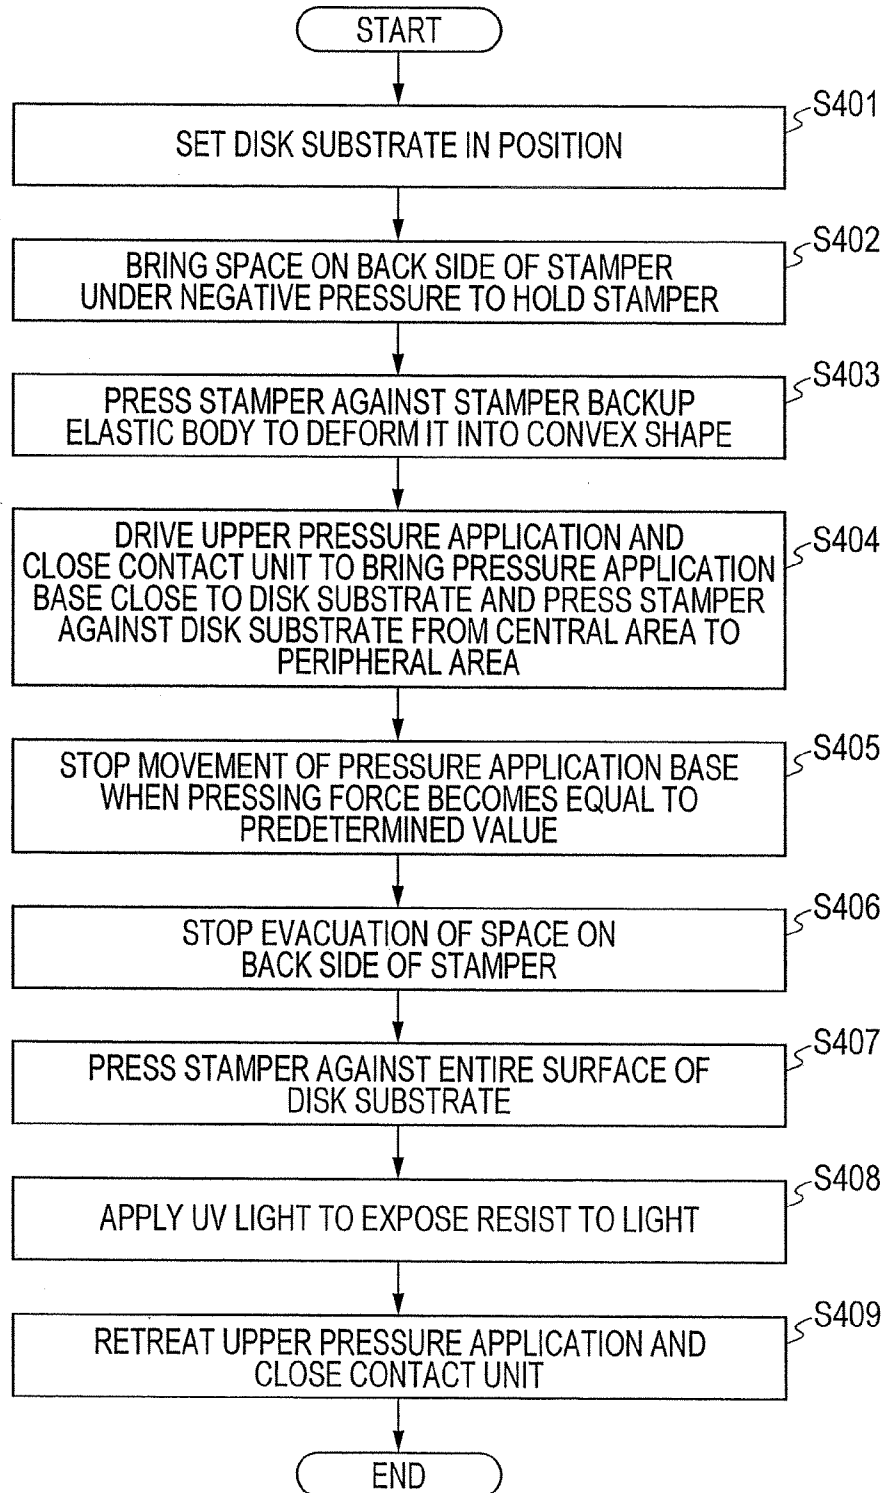 START
S401
SET DISK SUBSTRATE IN POSITION
S402
BRING SPACE ON BACK SIDE OF STAMPER
UNDER NEGATIVE PRESSURE TO HOLD STAMPER
S403
PRESS STAMPER AGAINST STAMPER BACKUP
ELASTIC BODY TO DEFORM IT INTO CONVEX SHAPE
S404
DRIVE UPPER PRESSURE APPLICATION AND
CLOSE CONTACT UNIT TO BRING PRESSURE APPLICATION
BASE CLOSE TO DISK SUBSTRATE AND PRESS STAMPER
AGAINST DISK SUBSTRATE FROM CENTRAL AREA TO
PERIPHERAL AREA
S405
STOP MOVEMENT OF PRESSURE APPLICATION BASE
WHEN PRESSING FORCE BECOMES EQUAL TO
PREDETERMINED VALUE
S406
STOP EVACUATION OF SPACE ON
BACK SIDE OF STAMPER
S407
PRESS STAMPER AGAINST ENTIRE SURFACE OF
DISK SUBSTRATE
S408
APPLY UV LIGHT TO EXPOSE RESIST TO LIGHT
S409
RETREAT UPPER PRESSURE APPLICATION AND
CLOSE CONTACT UNIT
END